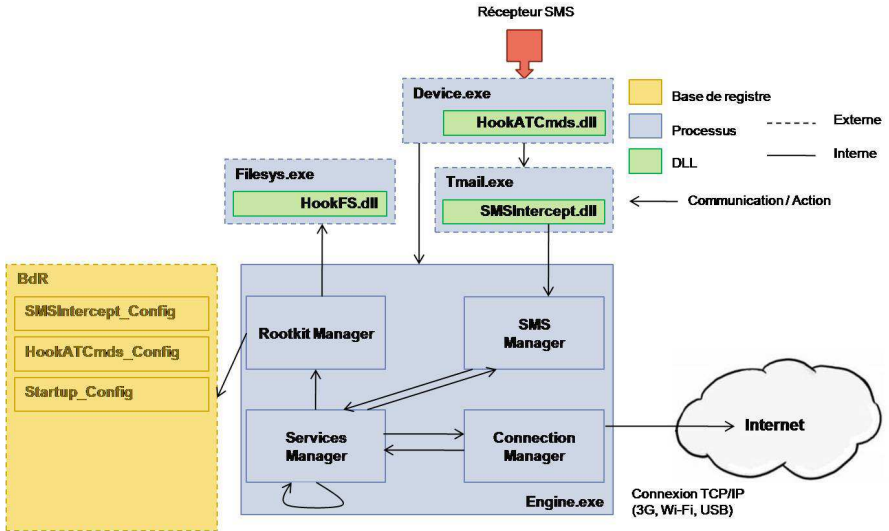 Récepteur SMS
Device.exe
HookATCmds.dll
Base de registre
Processus
DLL
Externe
Interne
Communication / Action
Filesys.exe
HookFS.dll
Tmail.exe
SMSIntercept.dll
BdR
SMSIntercept_Config
HookATCmds_Config
Startup_Config
Rootkit Manager
SMS
Manager
Services
Manager
Connection
Manager
Engine.exe
Internet
Connexion TCP/IP
(3G, Wi-Fi, USB)